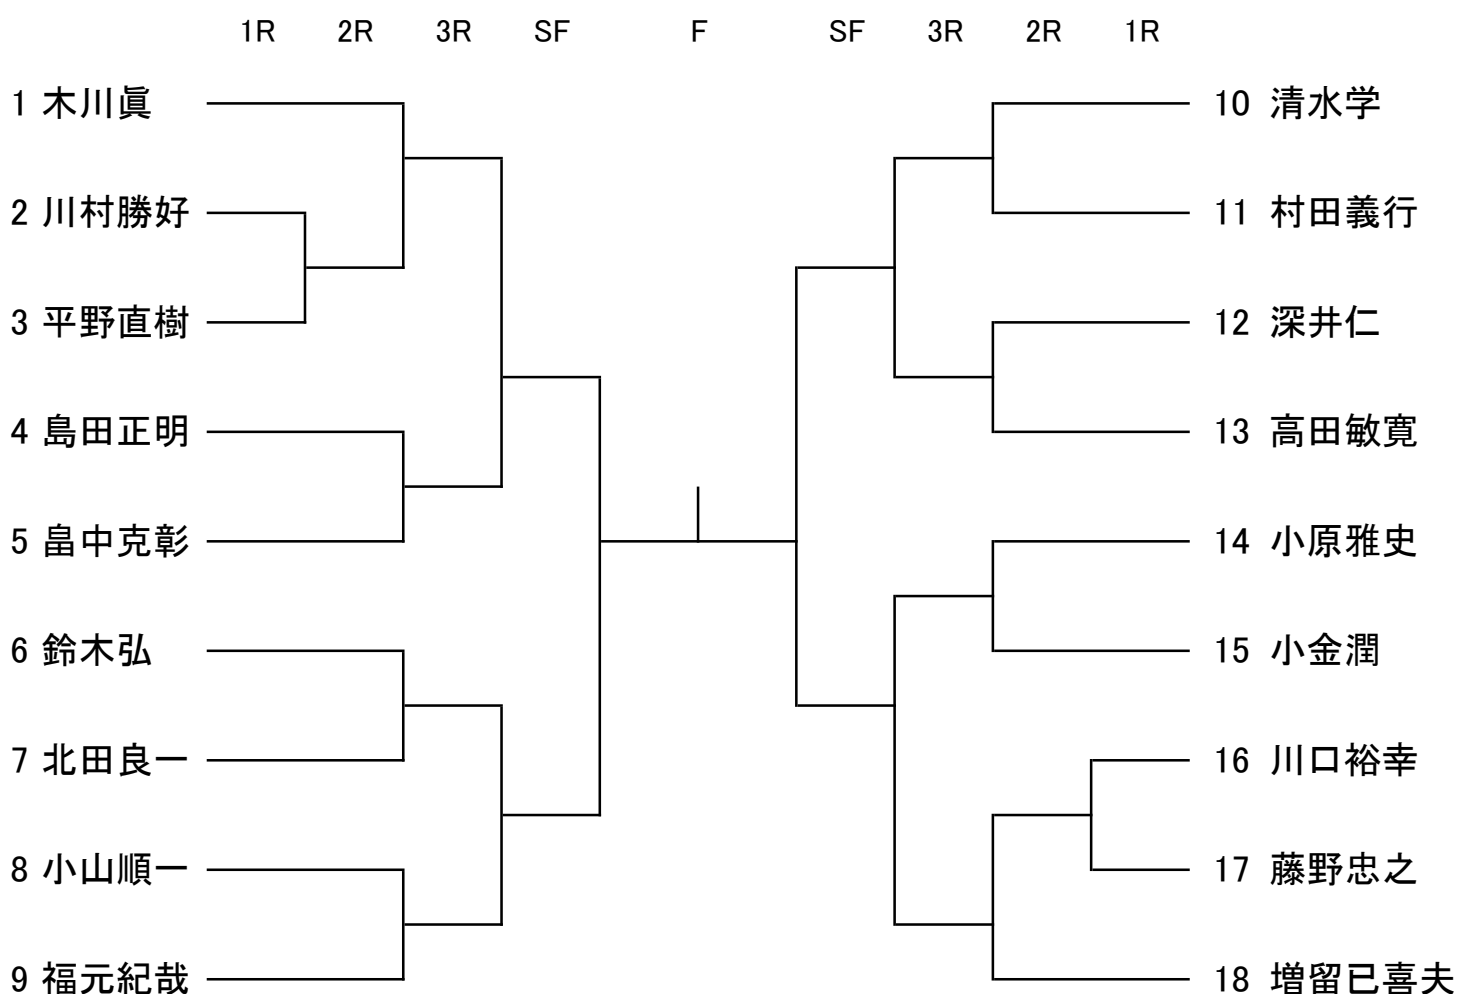 1R 2R 3R SF F SF 3R 2R 1R
1 木川眞
2 川村勝好
3 平野直樹
4 島田正明
5 畠中克彰
6 鈴木弘
7 北田良一
8 小山順一
9 福元紀哉
10 清水学
11 村田義行
12 深井仁
13 高田敏寛
14 小原雅史
15 小金潤
16 川口裕幸
17 藤野忠之
18 増留已喜夫